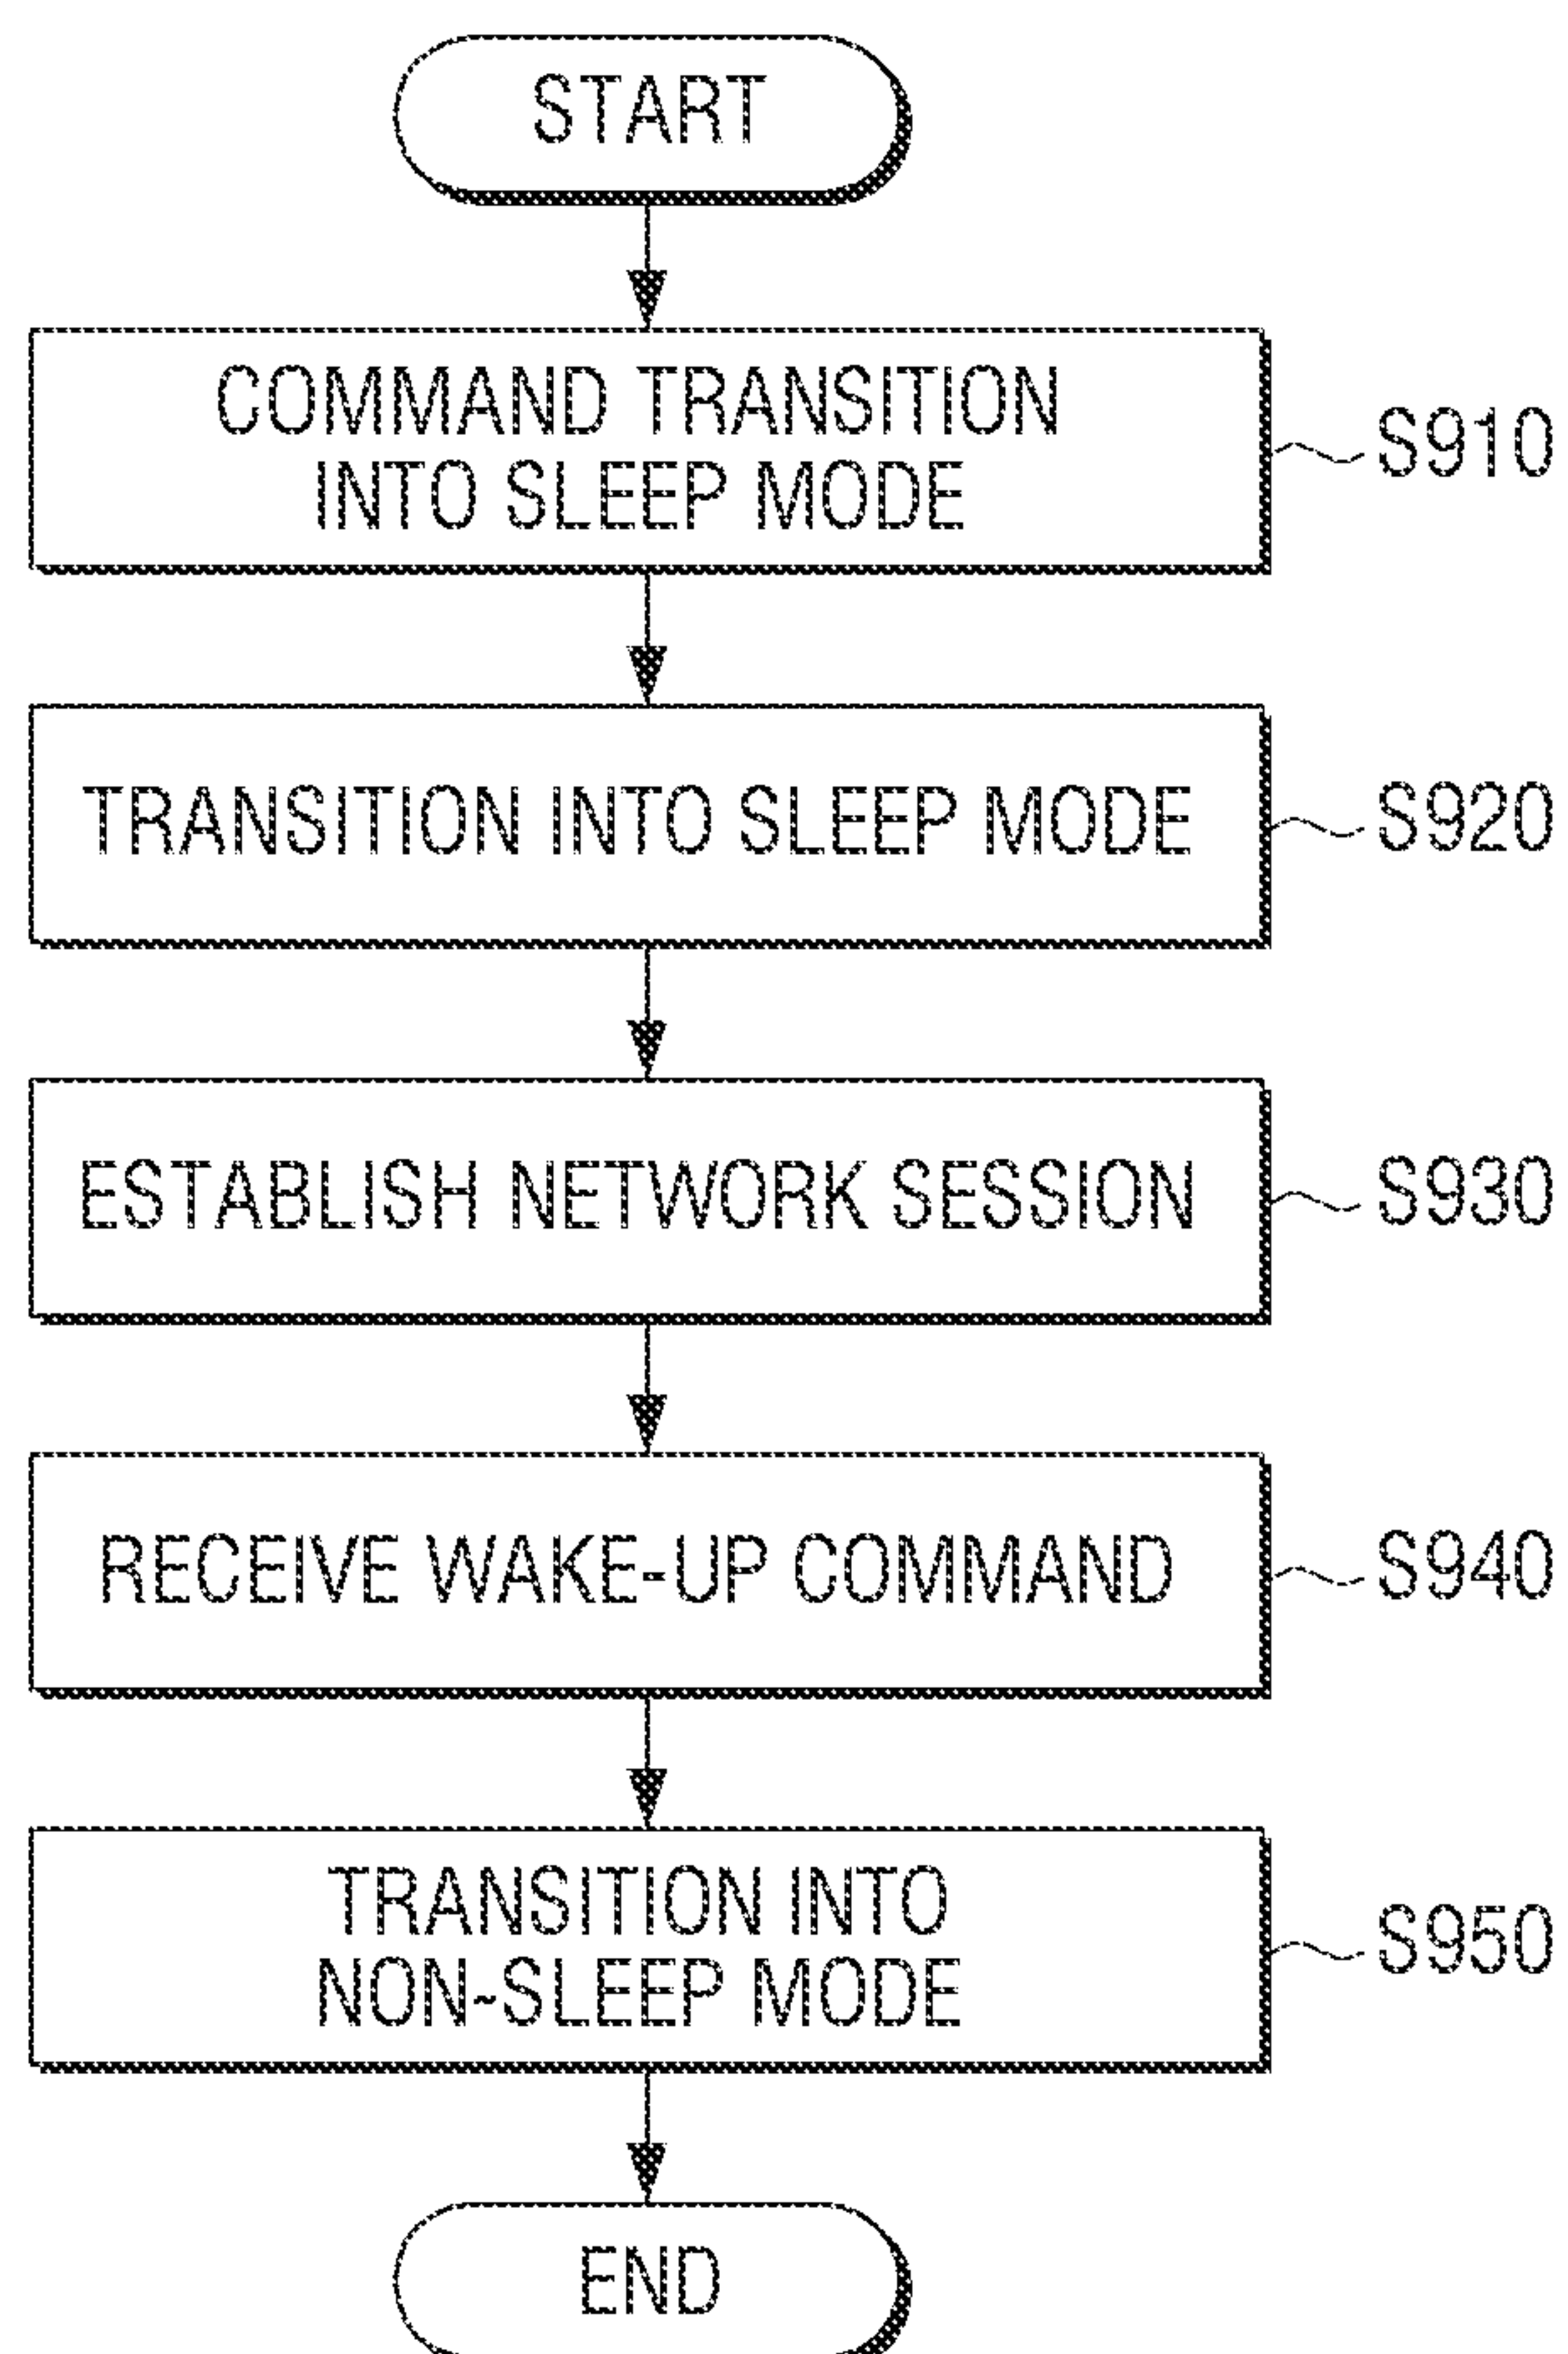 START
COMMAND TRANSITION
INTO SLEEP MODE
S910
TRANSITION INTO SLEEP MODE
S920
ESTABLISH NETWORK SESSION
S930
RECEIVE WAKE-UP COMMAND
S940
TRANSITION INTO
NON-SLEEP MODE
S950
END